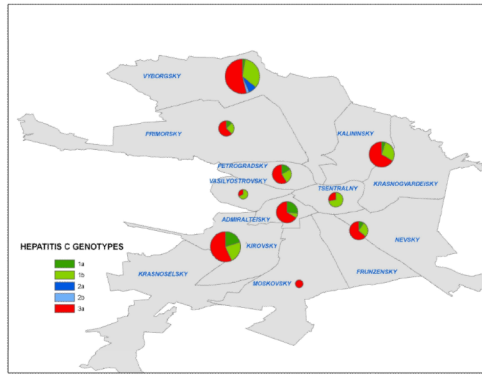 VYBORGSKY
PRIMORSKY
KALININSKY
PETROGRADSKY
VASILYOSTROVSKY
TSENTRALNY
KRASNOGVARDEISKY
ADMIRALTEISKY
HEPATITIS C GENOTYPES
KIROVSKY
NEVSKY
KRASNOSELSKY
MOSKOVSKY
FRUNZENSKY
1a
1b
2a
2b
3a